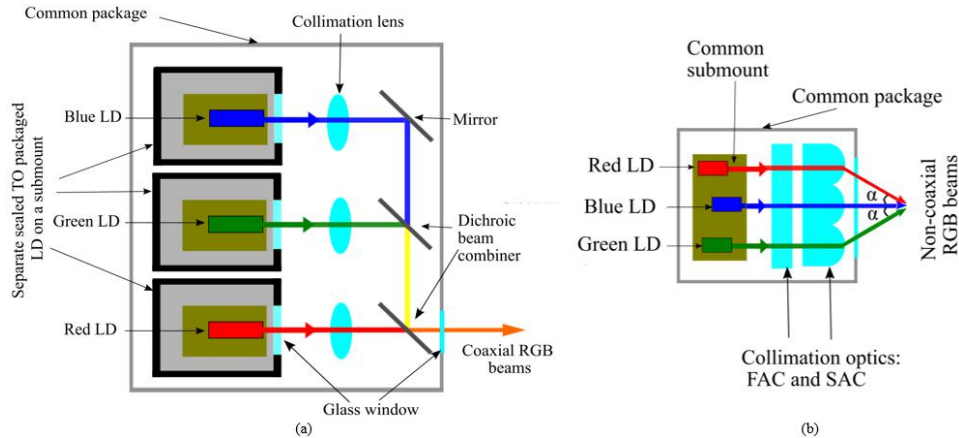 Common package
Collimation lens
Blue LD
Mirror
Separate sealed TO packaged
LD on a submount
Green LD
Dichroic
beam
combiner
Red LD
Coaxial RGB
beams
Glass window
(a)
Common
submount
Common package
Red LD
Blue LD
Green LD
α
α
Non-coaxial
RGB beams
Collimation optics:
FAC and SAC
(b)